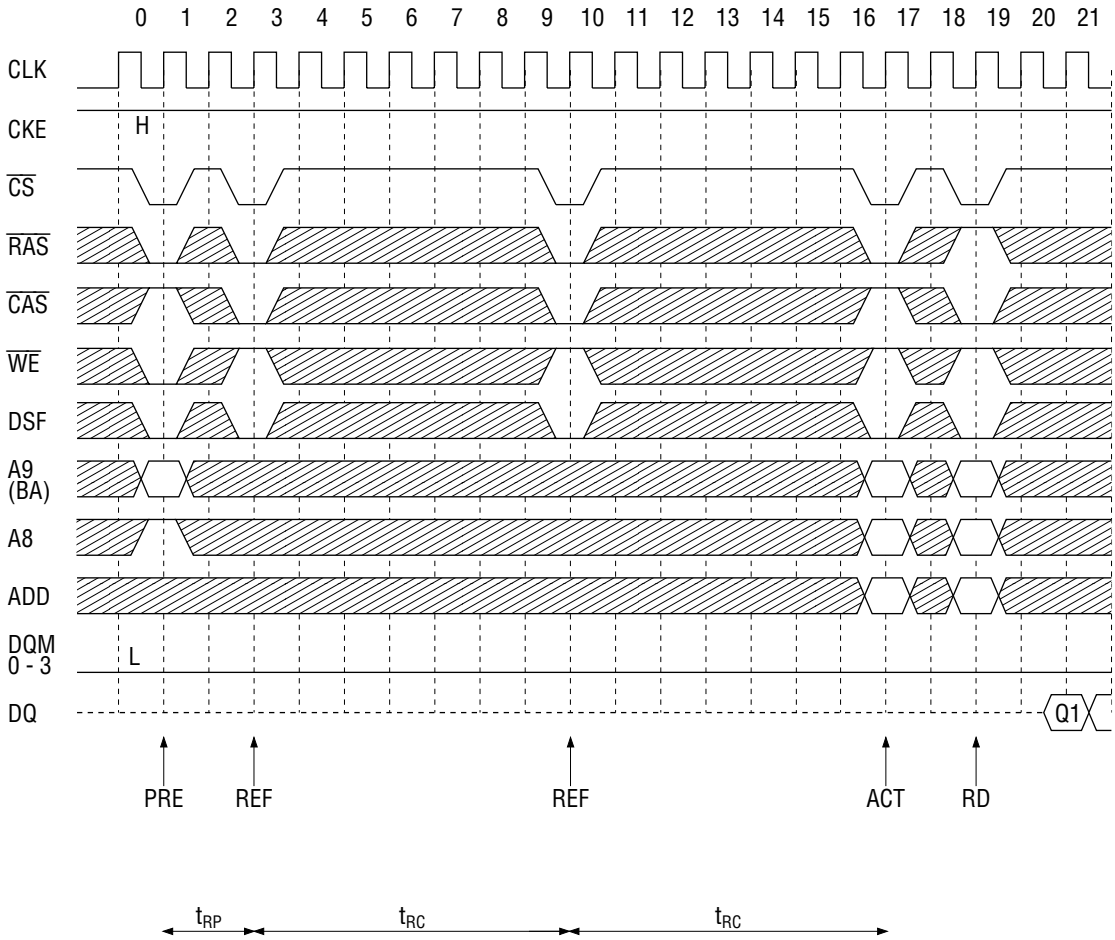 0 1 2 3 4 5 6 7 8 9 10 11 12 13 14 15 16 17 18 19 20 21
CLK
CKE H
CS
RAS
CAS
WE
DSF
A9
(BA)
A8
ADD
DQM
0 - 3 L
DQ Q1
PRE REF REF ACT RD
tRP tRC tRC